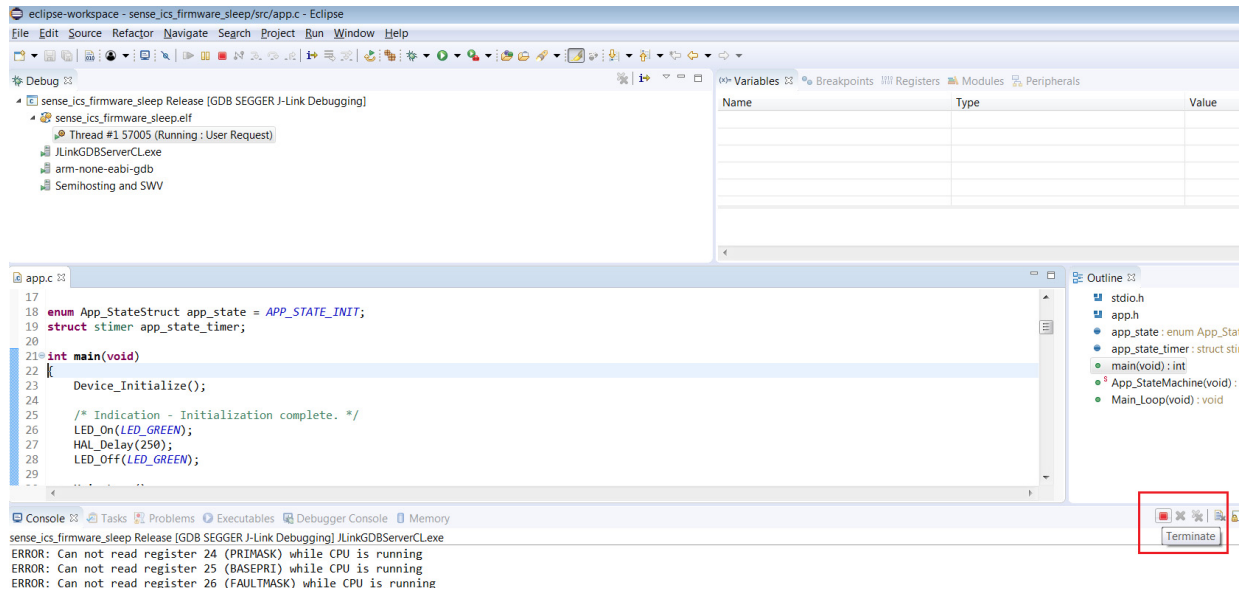 eclipse-workspace - sense_ics_firmware_sleep/src/app.c - Eclipse
File Edit Source Refactor Navigate Search Project Run Window Help
Debug
sense_ics_firmware_sleep Release [GDB SEGGER J-Link Debugging]
sense_ics_firmware_sleep.elf
Thread #1 57005 (Running : User Request)
JLinkGDBServerCL.exe
arm-none-eabi-gdb
Semihosting and SWV
Variables Breakpoints Registers Modules Peripherals
Name Type Value
app.c
17
18 enum App_StateStruct app_state = APP_STATE_INIT;
19 struct stimer app_state_timer;
20
21 int main(void)
22 {
23 Device_Initialize();
24
25 /* Indication - Initialization complete. */
26 LED_On(LED_GREEN);
27 HAL_Delay(250);
28 LED_Off(LED_GREEN);
29
Outline
stdio.h
app.h
app_state : enum App_Stat
app_state_timer : struct sti
main(void) : int
App_StateMachine(void) :
Main_Loop(void) : void
Console Tasks Problems Executables Debugger Console Memory
Terminate
sense_ics_firmware_sleep Release [GDB SEGGER J-Link Debugging] JLinkGDBServerCL.exe
ERROR: Can not read register 24 (PRIMASK) while CPU is running
ERROR: Can not read register 25 (BASEPRI) while CPU is running
ERROR: Can not read register 26 (FAULTMASK) while CPU is running